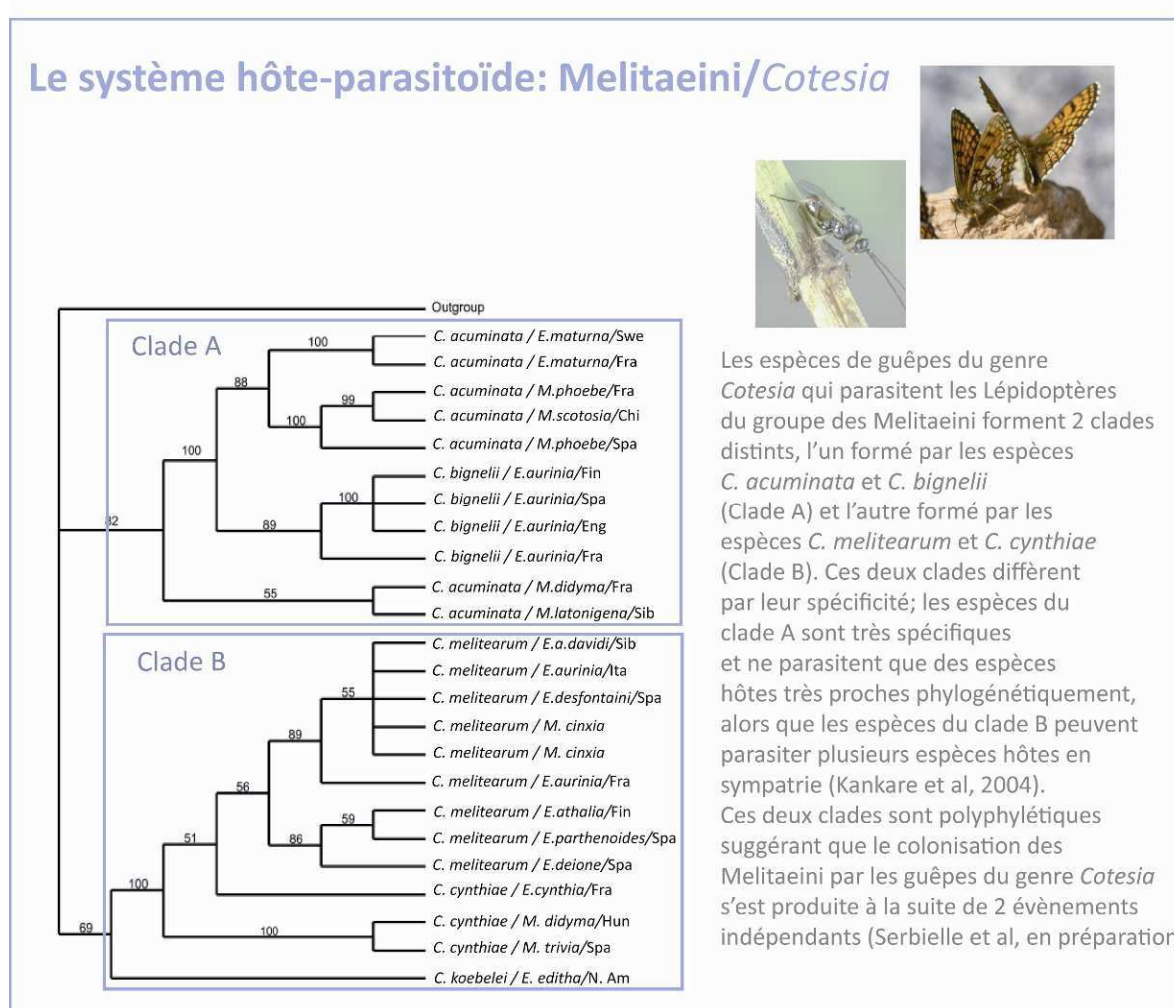 Le système hôte-parasitoïde: Melitaeini/Cotesia
Outgroup
Clade A
C. acuminata / E.maturna/Swe
C. acuminata / E.maturna/Fra
C. acuminata / M.phoebe/Fra
C. acuminata / M.scotosia/Chi
C. acuminata / M.phoebe/Spa
C. bignelii / E.aurinia/Fin
C. bignelii / E.aurinia/Spa
C. bignelii / E.aurinia/Eng
C. bignelii / E.aurinia/Fra
C. acuminata / M.didyma/Fra
C. acuminata / M.latonigena/Sib
100
88
99
100
100
100
89
82
55
Clade B
C. melitearum / E.a.davidi/Sib
C. melitearum / E.aurinia/Ita
C. melitearum / E.desfontaini/Spa
C. melitearum / M. cinxia
C. melitearum / M. cinxia
C. melitearum / E.aurinia/Fra
C. melitearum / E.athalia/Fin
C. melitearum / E.parthenoides/Spa
C. melitearum / E.deione/Spa
C. cynthiae / E.cynthia/Fra
C. cynthiae / M. didyma/Hun
C. cynthiae / M. trivia/Spa
C. koebelei / E. editha/N. Am
55
89
56
59
51
86
100
100
69
Les espèces de guêpes du genre
Cotesia qui parasitent les Lépidoptères
du groupe des Melitaeini forment 2 clades
distints, l'un formé par les espèces
C. acuminata et C. bignelii
(Clade A) et l'autre formé par les
espèces C. melitearum et C. cynthiae
(Clade B). Ces deux clades diffèrent
par leur spécificité; les espèces du
clade A sont très spécifiques
et ne parasitent que des espèces
hôtes très proches phylogénétiquement,
alors que les espèces du clade B peuvent
parasiter plusieurs espèces hôtes en
sympatrie (Kankare et al, 2004).
Ces deux clades sont polyphylétiques
suggérant que le colonisation des
Melitaeini par les guêpes du genre Cotesia
s'est produite à la suite de 2 évènements
indépendants (Serbielle et al, en préparation